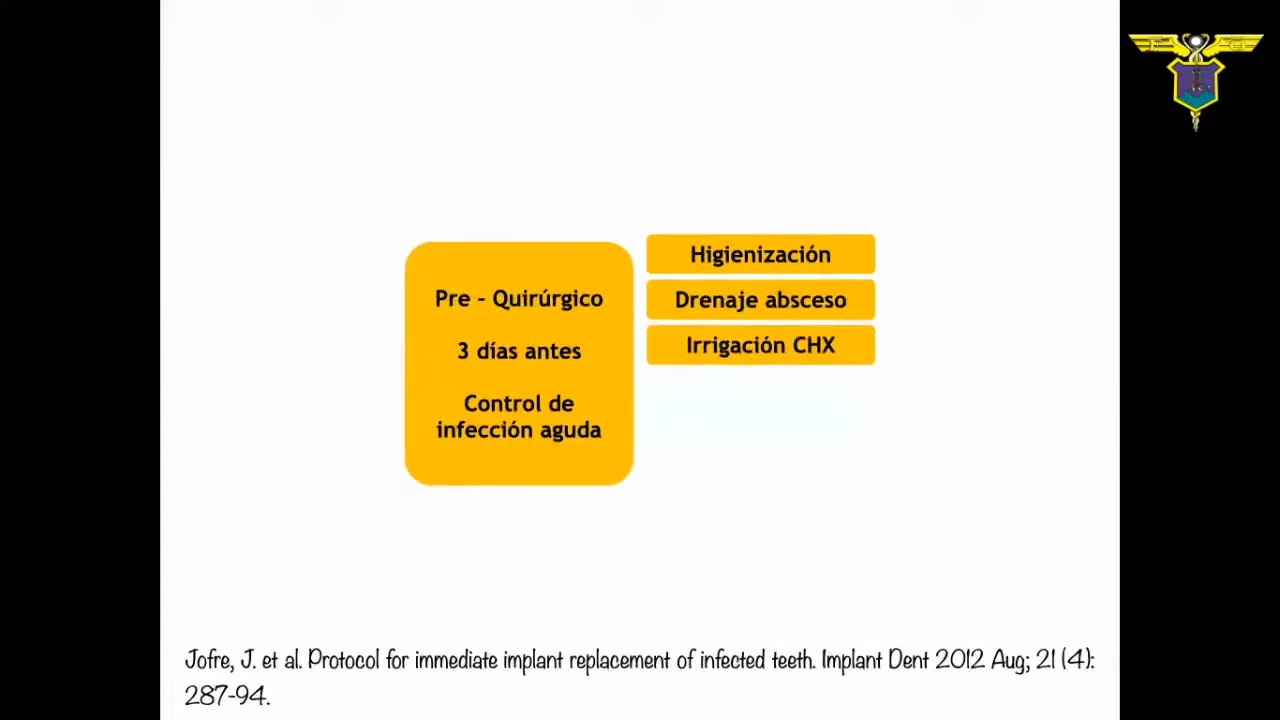 Pre - Quirúrgico
3 días antes
Control de
infección aguda
Higienización
Drenaje absceso
Irrigación CHX
Jofre, J. et al. Protocol for immediate implant replacement of infected teeth. Implant Dent 2012 Aug; 21 (4):
287-94.